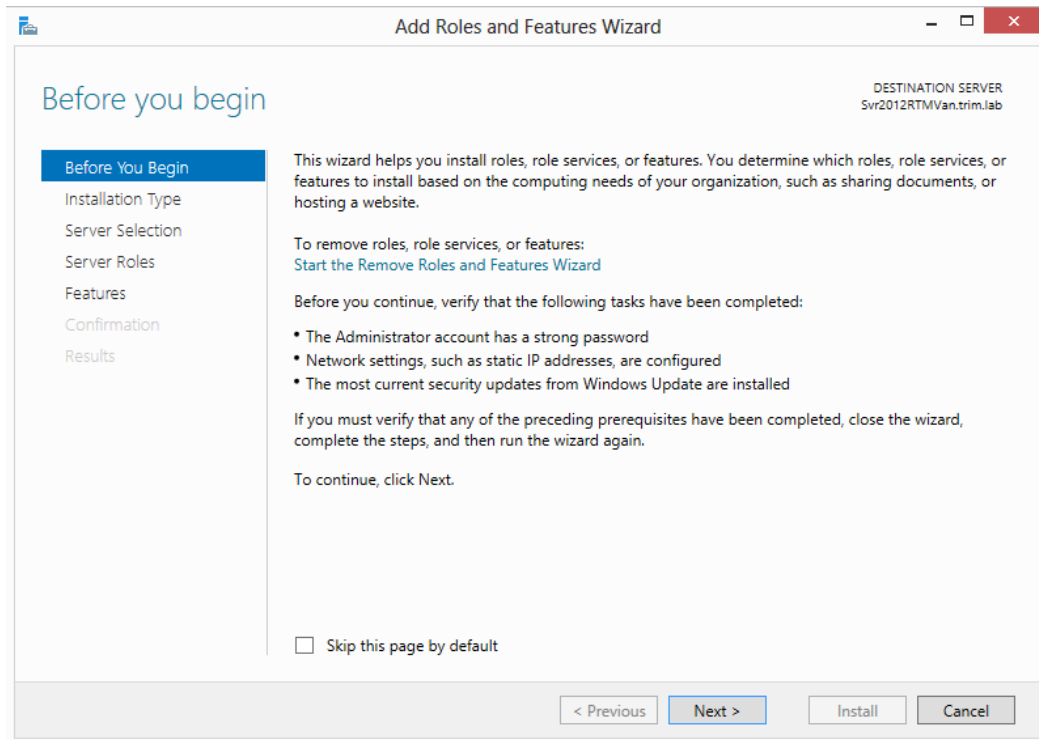 Add Roles and Features Wizard
Before you begin
DESTINATION SERVER
Svr2012RTMVan.trim.lab
Before You Begin
Installation Type
Server Selection
Server Roles
Features
Confirmation
Results
This wizard helps you install roles, role services, or features. You determine which roles, role services, or
features to install based on the computing needs of your organization, such as sharing documents, or
hosting a website.
To remove roles, role services, or features:
Start the Remove Roles and Features Wizard
Before you continue, verify that the following tasks have been completed:
• The Administrator account has a strong password
• Network settings, such as static IP addresses, are configured
• The most current security updates from Windows Update are installed
If you must verify that any of the preceding prerequisites have been completed, close the wizard,
complete the steps, and then run the wizard again.
To continue, click Next.
Skip this page by default
< Previous
Next >
Install
Cancel